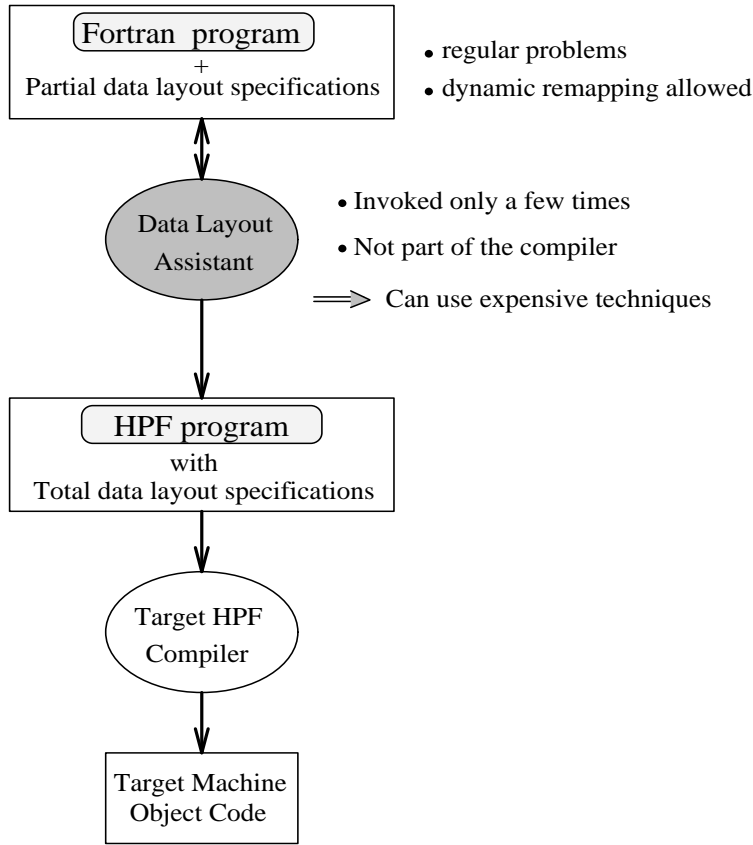 Fortran program
+
Partial data layout specifications
• regular problems
• dynamic remapping allowed
Data Layout
Assistant
• Invoked only a few times
• Not part of the compiler
Can use expensive techniques
HPF program
with
Total data layout specifications
Target HPF
Compiler
Target Machine
Object Code